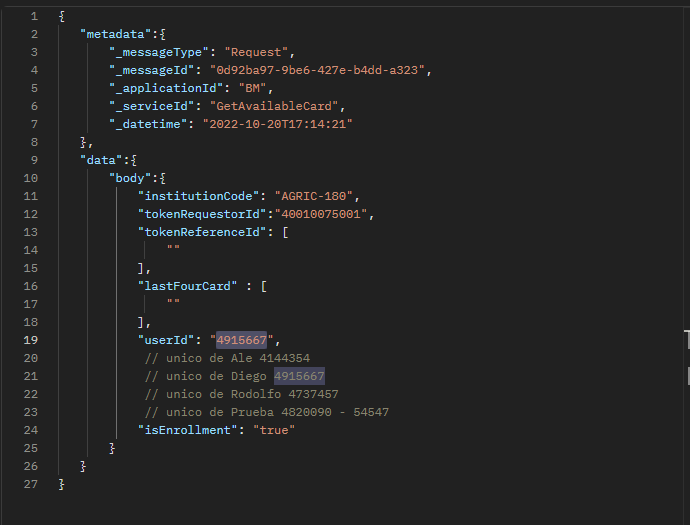 1 {
2 "metadata":{
3 "_messageType": "Request",
4 "_messageId": "0d92ba97-9be6-427e-b4dd-a323",
5 "_applicationId": "BM",
6 "_serviceId": "GetAvailableCard",
7 "_datetime": "2022-10-20T17:14:21"
8 },
9 "data":{
10 "body":{
11 "institutionCode": "AGRIC-180",
12 "tokenRequestorId":"40010075001",
13 "tokenReferenceId": [
14 ""
15 ],
16 "lastFourCard" : [
17 ""
18 ],
19 "userId": "4915667",
20 // unico de Ale 4144354
21 // unico de Diego 4915667
22 // unico de Rodolfo 4737457
23 // unico de Prueba 4820090 - 54547
24 "isEnrollment": "true"
25 }
26 }
27 }